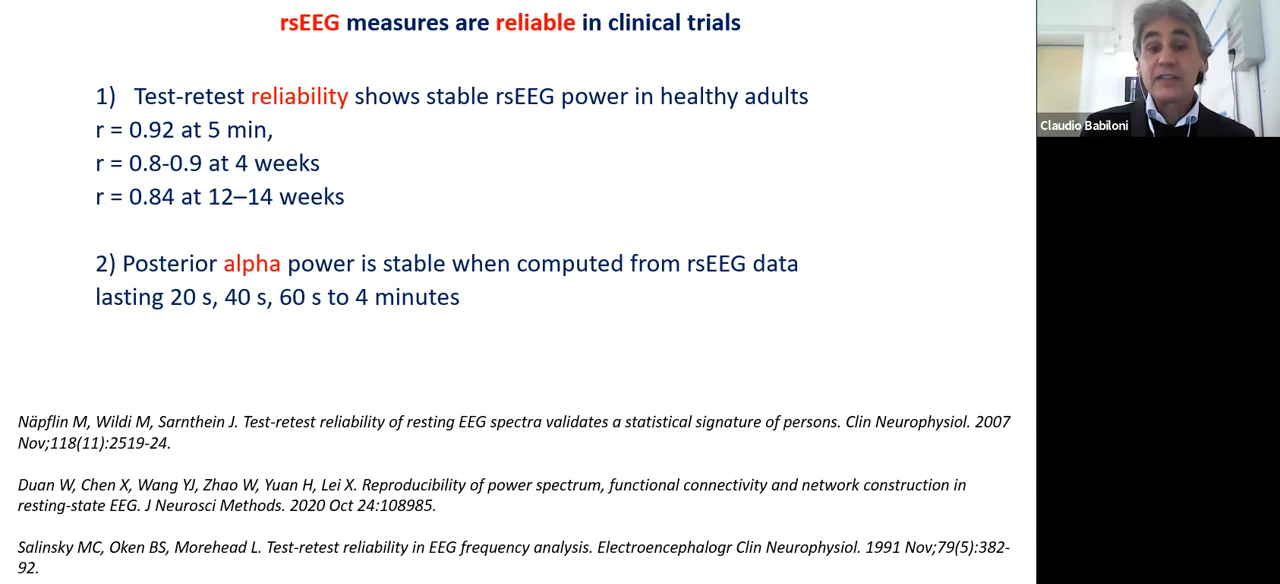 rsEEG measures are reliable in clinical trials
1) Test-retest reliability shows stable rsEEG power in healthy adults
r = 0.92 at 5 min,
r = 0.8-0.9 at 4 weeks
r = 0.84 at 12–14 weeks
2) Posterior alpha power is stable when computed from rsEEG data
lasting 20 s, 40 s, 60 s to 4 minutes
Näpflin M, Wildi M, Sarnthein J. Test-retest reliability of resting EEG spectra validates a statistical signature of persons. Clin Neurophysiol. 2007
Nov;118(11):2519-24.
Duan W, Chen X, Wang YJ, Zhao W, Yuan H, Lei X. Reproducibility of power spectrum, functional connectivity and network construction in
resting-state EEG. J Neurosci Methods. 2020 Oct 24:108985.
Salinsky MC, Oken BS, Morehead L. Test-retest reliability in EEG frequency analysis. Electroencephalogr Clin Neurophysiol. 1991 Nov;79(5):382-
92.
Claudio Babiloni